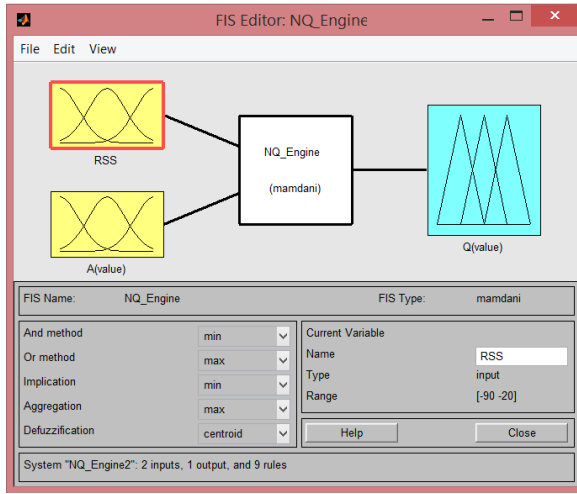 FIS Editor: NQ_Engine
File Edit View
RSS
NQ_Engine
(mamdani)
A(value)
Q(value)
FIS Name: NQ_Engine FIS Type: mamdani
And method min
Or method max
Implication min
Aggregation max
Defuzzification centroid
Current Variable
Name RSS
Type input
Range [-90 -20]
Help Close
System "NQ_Engine2": 2 inputs, 1 output, and 9 rules